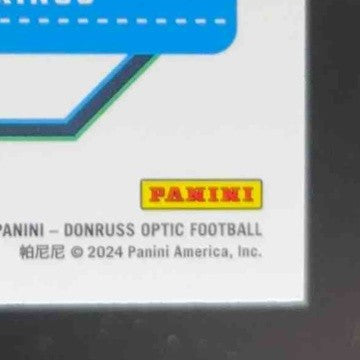 PANINI
PANINI – DONRUSS OPTIC FOOTBALL
帕尼尼 © 2024 Panini America, Inc.